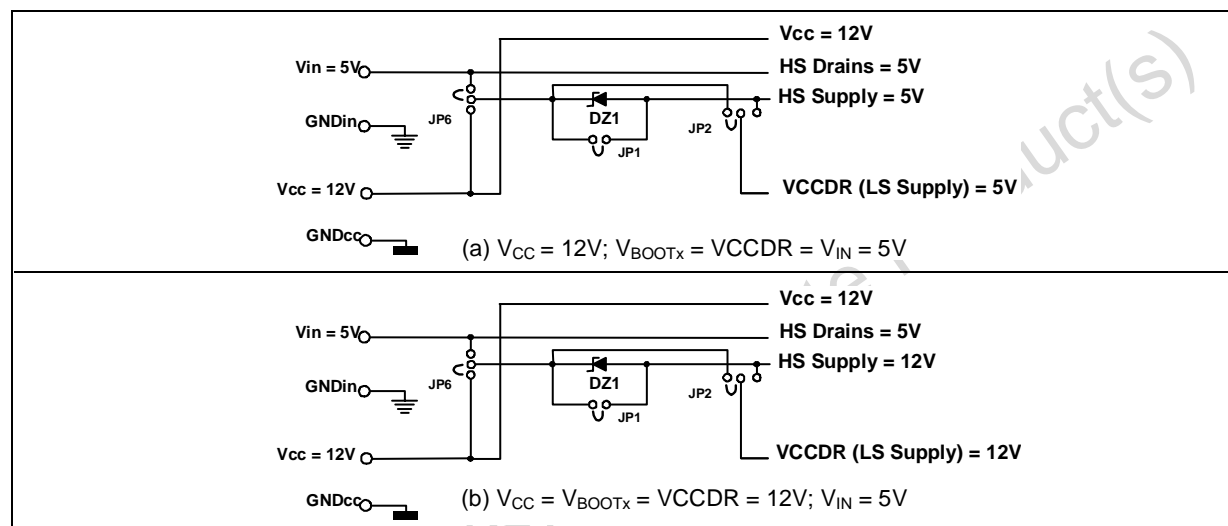 Vcc = 12V
Vin = 5V
HS Drains = 5V
HS Supply = 5V
DZ1
JP6
JP2
GNDin
JP1
Vcc = 12V
VCCDR (LS Supply) = 5V
GNDcc
(a) VCC = 12V; VBOOTx = VCCDR = VIN = 5V
uct(s)
Vcc = 12V
Vin = 5V
HS Drains = 5V
HS Supply = 12V
DZ1
JP6
JP2
GNDin
JP1
Vcc = 12V
VCCDR (LS Supply) = 12V
GNDcc
(b) VCC = VBOOTx = VCCDR = 12V; VIN = 5V